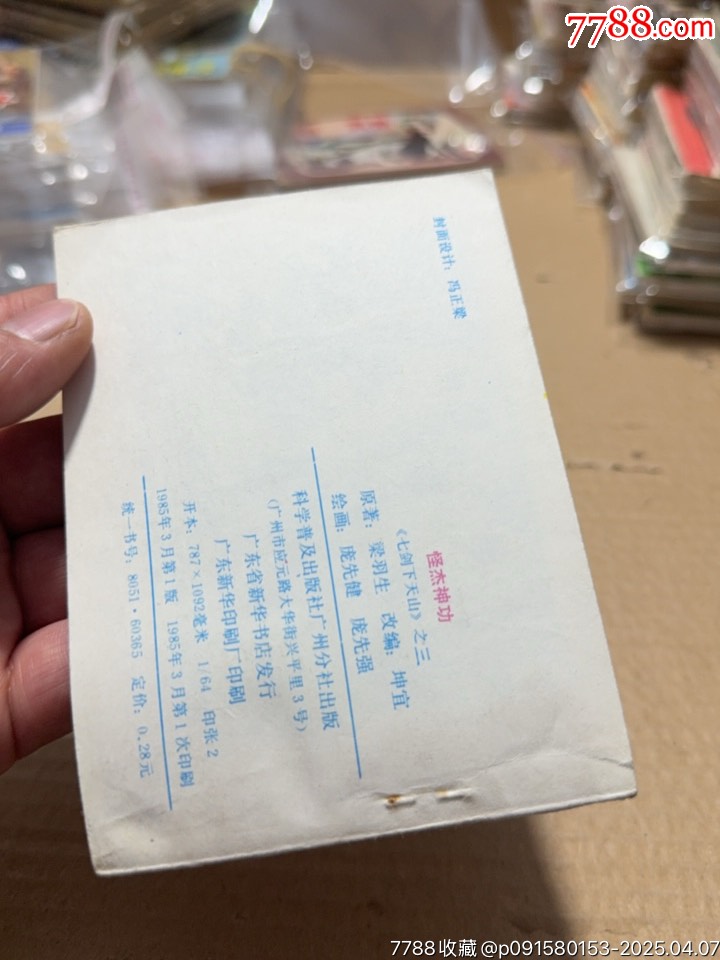 7788.com
封面设计：冯正梁
怪杰神功
《七剑下天山》之三
原著：梁羽生 改编：坤宜
绘画：庞先健 庞先强
科学普及出版社广州分社出版
（广州市应元路大华街兴平里3号）
广东省新华书店发行
广东新华印刷厂印刷
开本：787×1092毫米 1/64 印张2
1985年3月第1版 1985年3月第1次印刷
统一书号：8051·60365 定价：0.28元
7788收藏@p091580153-2025.04.07